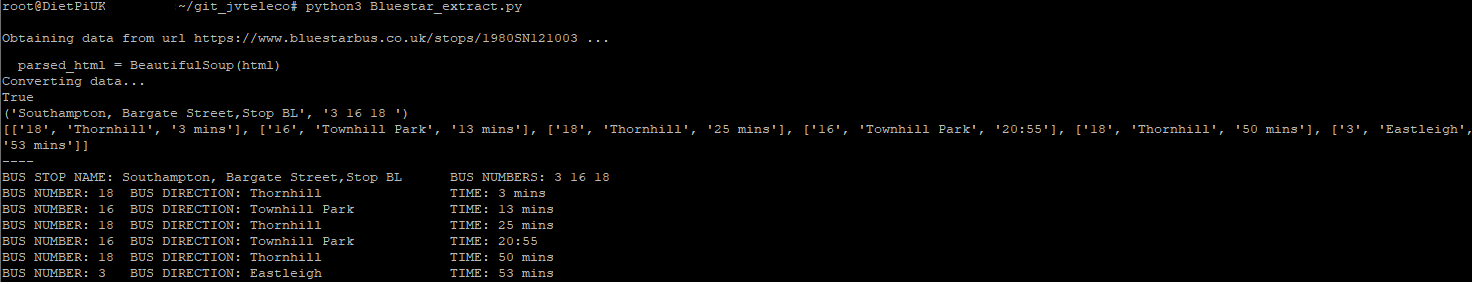 root@DietPiUK ~/git_jvteleco# python3 Bluestar_extract.py
Obtaining data from url https://www.bluestarbus.co.uk/stops/1980SN121003 ...
parsed_html = BeautifulSoup(html)
Converting data...
True
('Southampton, Bargate Street,Stop BL', '3 16 18 ')
[['18', 'Thornhill', '3 mins'], ['16', 'Townhill Park', '13 mins'], ['18', 'Thornhill', '25 mins'], ['16', 'Townhill Park', '20:55'], ['18', 'Thornhill', '50 mins'], ['3', 'Eastleigh',
'53 mins']]
----
BUS STOP NAME: Southampton, Bargate Street,Stop BL BUS NUMBERS: 3 16 18
BUS NUMBER: 18 BUS DIRECTION: Thornhill TIME: 3 mins
BUS NUMBER: 16 BUS DIRECTION: Townhill Park TIME: 13 mins
BUS NUMBER: 18 BUS DIRECTION: Thornhill TIME: 25 mins
BUS NUMBER: 16 BUS DIRECTION: Townhill Park TIME: 20:55
BUS NUMBER: 18 BUS DIRECTION: Thornhill TIME: 50 mins
BUS NUMBER: 3 BUS DIRECTION: Eastleigh TIME: 53 mins